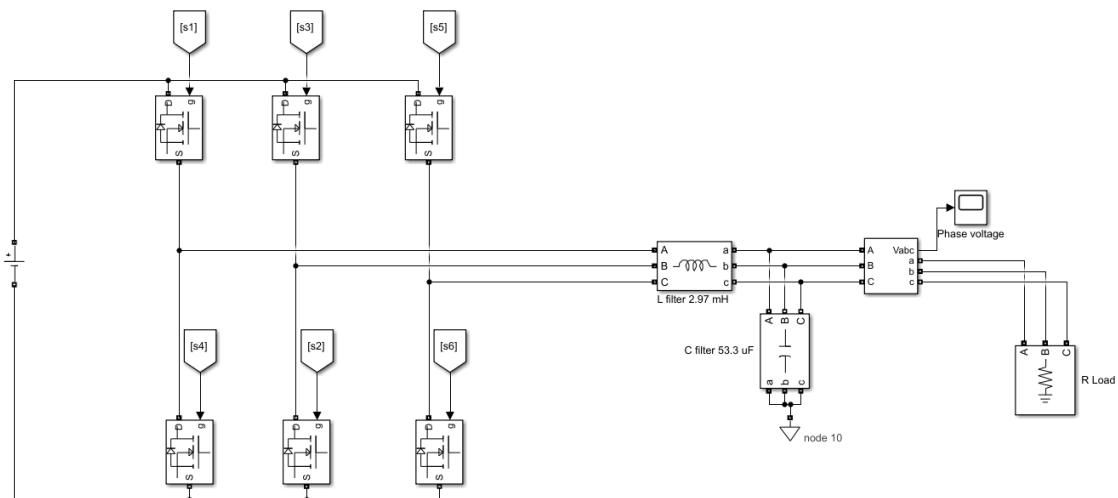 [s1]
[s3]
[s5]
D g
D g
D g
S
S
S
+
A a
B b
C c
L filter 2.97 mH
A Vabc
B a
b
C c
Phase voltage
A B C
C filter 53.3 uF
a b c
node 10
A B C
R Load
[s4]
[s2]
[s6]
D g
D g
D g
S
S
S